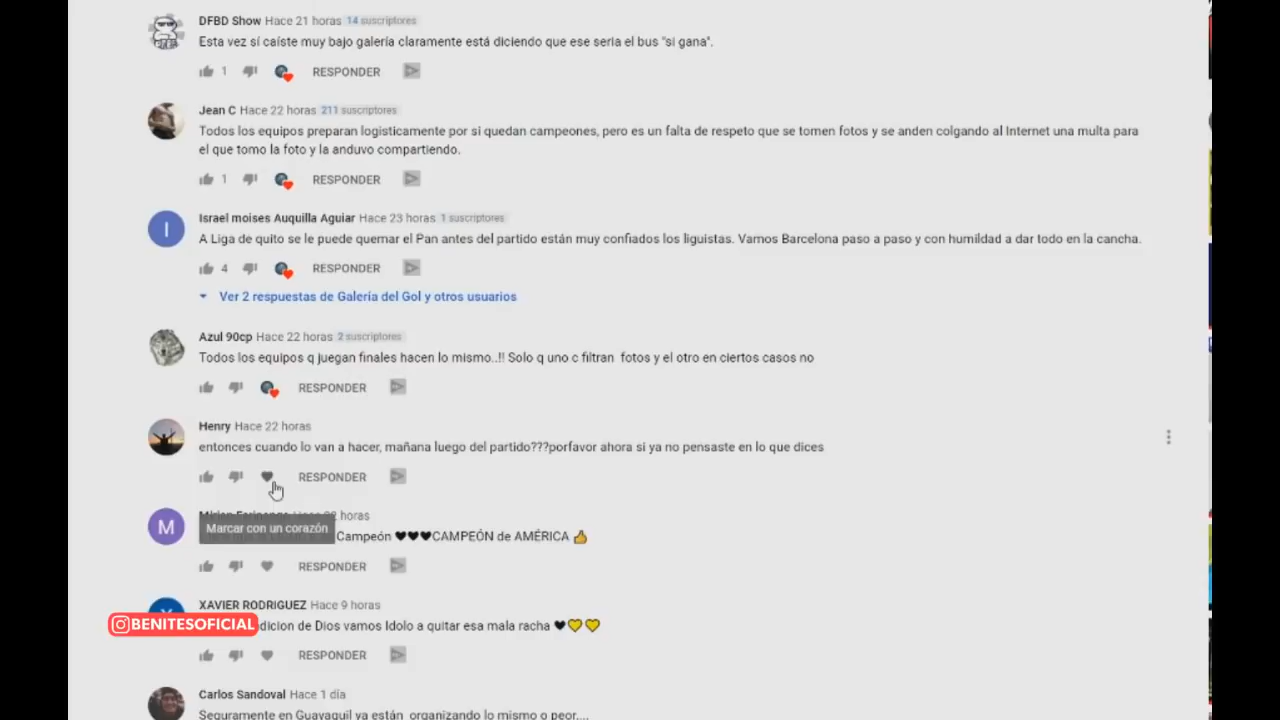 DFBD Show Hace 21 horas 14 suscriptores
Esta vez sí caíste muy bajo galería claramente está diciendo que ese seria el bus "si gana".
1 RESPONDER
Jean C Hace 22 horas 211 suscriptores
Todos los equipos preparan logisticamente por si quedan campeones, pero es un falta de respeto que se tomen fotos y se anden colgando al Internet una multa para
el que tomo la foto y la anduvo compartiendo.
1 RESPONDER
Israel moises Auquilla Aguiar Hace 23 horas 1 suscriptores
I
A Liga de quito se le puede quemar el Pan antes del partido están muy confiados los liguistas. Vamos Barcelona paso a paso y con humildad a dar todo en la cancha.
4 RESPONDER
Ver 2 respuestas de Galería del Gol y otros usuarios
Azul 90cp Hace 22 horas 2 suscriptores
Todos los equipos q juegan finales hacen lo mismo..!! Solo q uno c filtran fotos y el otro en ciertos casos no
RESPONDER
Henry Hace 22 horas
entonces cuando lo van a hacer, mañana luego del partido???porfavor ahora si ya no pensaste en lo que dices
RESPONDER
horas
M
Marcar con un corazón
Campeón ♥♥♥CAMPEÓN de AMÉRICA 👍
RESPONDER
XAVIER RODRIGUEZ Hace 9 horas
BENITESOFICIAL
dicion de Dios vamos Idolo a quitar esa mala racha ♥💛💛
RESPONDER
Carlos Sandoval Hace 1 día
Seguramente en Guayaquil ya están organizando lo mismo o peor....